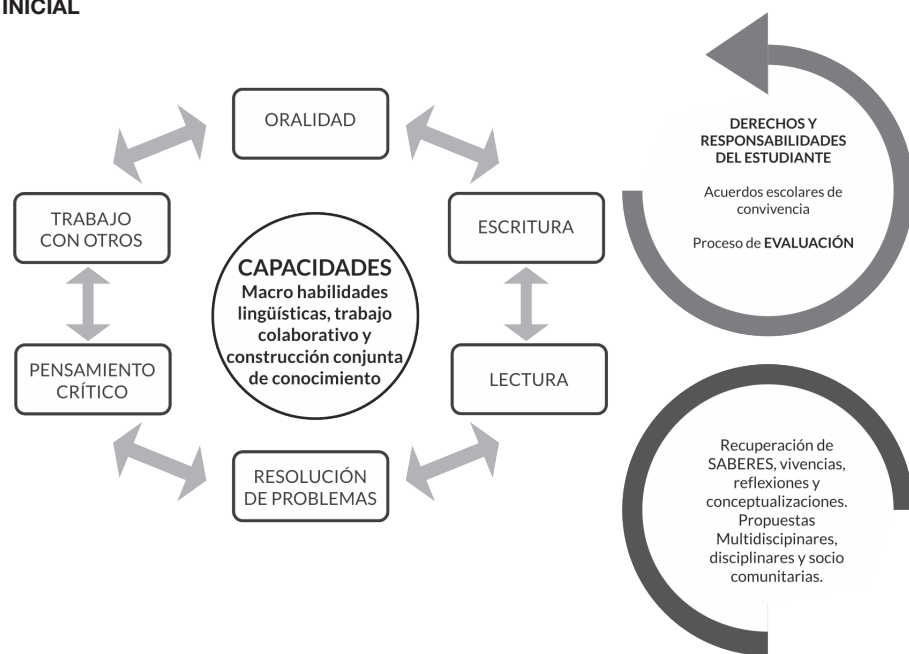 INICIAL
ORALIDAD
TRABAJO
CON OTROS
ESCRITURA
CAPACIDADES
Macro habilidades
lingüísticas, trabajo
colaborativo y
construcción conjunta
de conocimiento
PENSAMIENTO
CRÍTICO
LECTURA
RESOLUCIÓN
DE PROBLEMAS
DERECHOS Y
RESPONSABILIDADES
DEL ESTUDIANTE
Acuerdos escolares de
convivencia
Proceso de EVALUACIÓN
Recuperación de
SABERES, vivencias,
reflexiones y
conceptualizaciones.
Propuestas
Multidiscipinares,
disciplinares y socio
comunitarias.